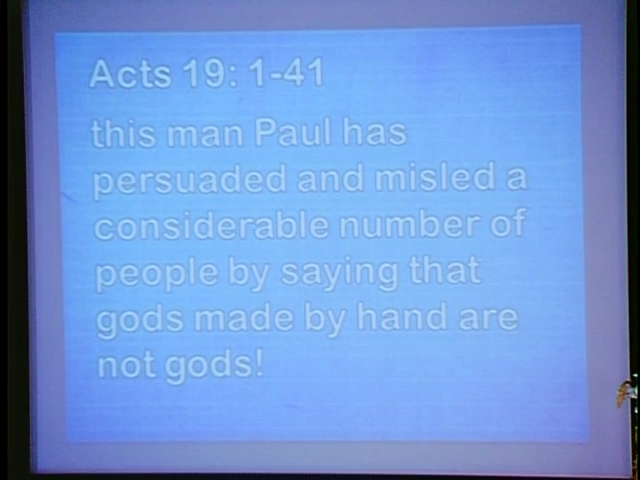 Acts 19: 1-41
this man Paul has
persuaded and misled a
considerable number of
people by saying that
gods made by hand are
not gods!